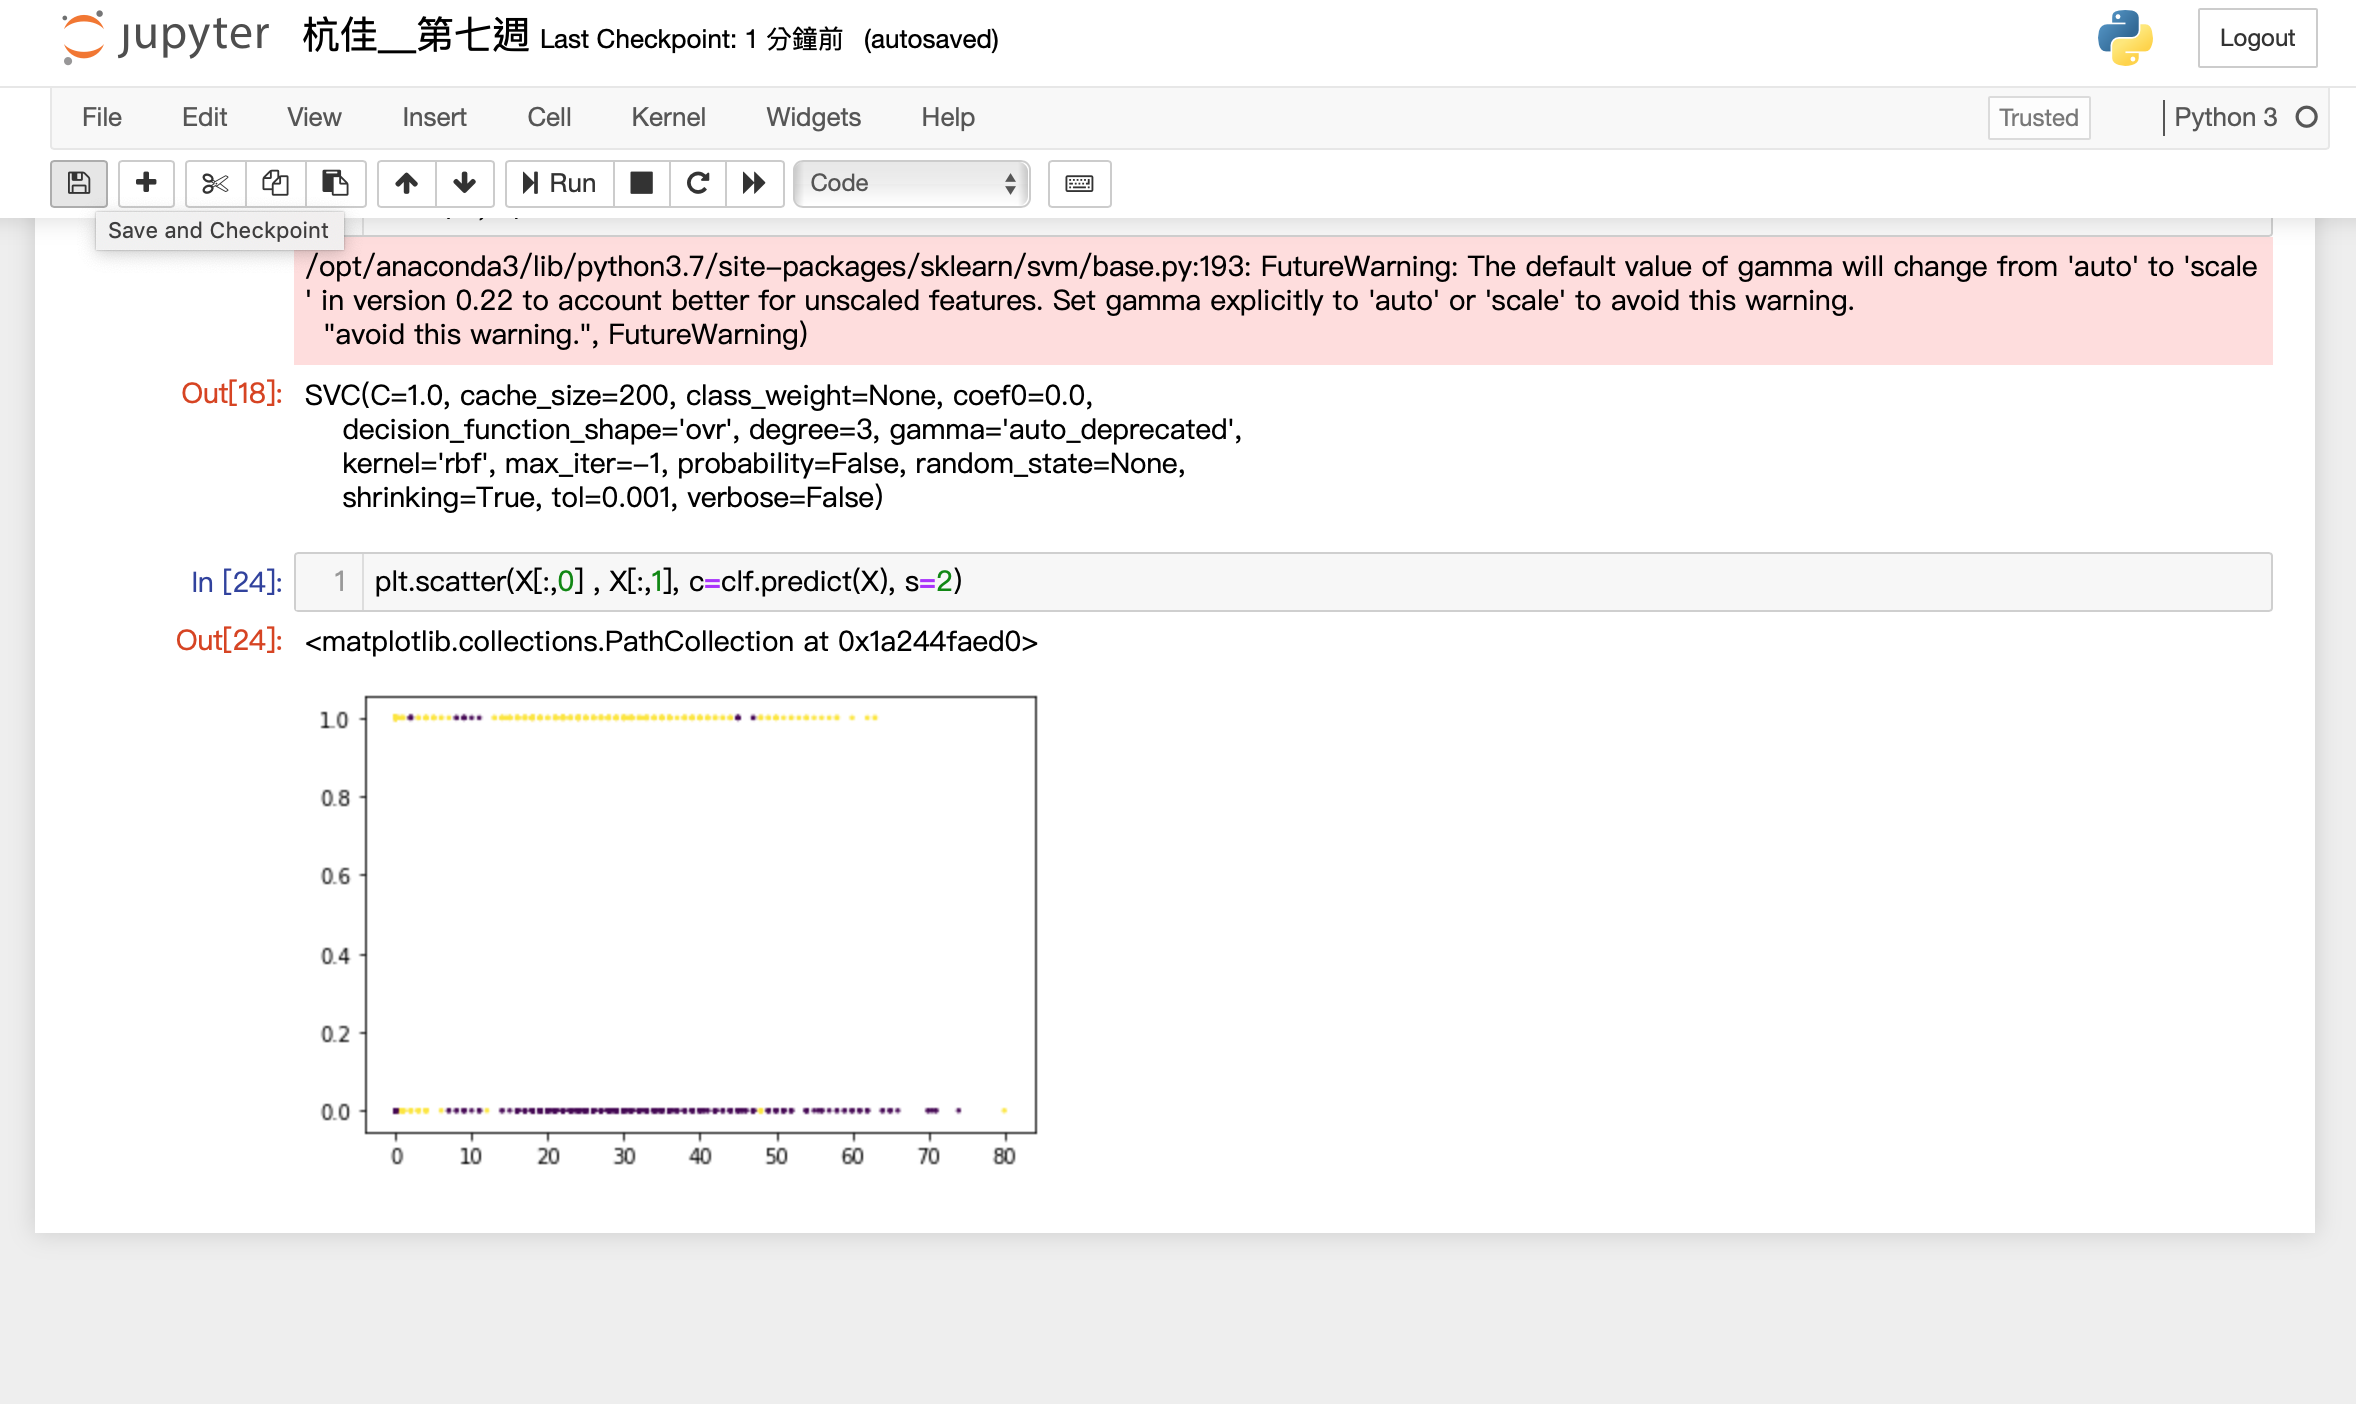 jupyter 杭佳__第七週 Last Checkpoint: 1 分鐘前 (autosaved) Logout
File Edit View Insert Cell Kernel Widgets Help Trusted Python 3
Run Code
Save and Checkpoint
/opt/anaconda3/lib/python3.7/site-packages/sklearn/svm/base.py:193: FutureWarning: The default value of gamma will change from 'auto' to 'scale
' in version 0.22 to account better for unscaled features. Set gamma explicitly to 'auto' or 'scale' to avoid this warning.
"avoid this warning.", FutureWarning)
Out[18]: SVC(C=1.0, cache_size=200, class_weight=None, coef0=0.0,
decision_function_shape='ovr', degree=3, gamma='auto_deprecated',
kernel='rbf', max_iter=-1, probability=False, random_state=None,
shrinking=True, tol=0.001, verbose=False)
In [24]: 1 plt.scatter(X[:,0] , X[:,1], c=clf.predict(X), s=2)
Out[24]: <matplotlib.collections.PathCollection at 0x1a244faed0>
1.0
0.8
0.6
0.4
0.2
0.0
0 10 20 30 40 50 60 70 80